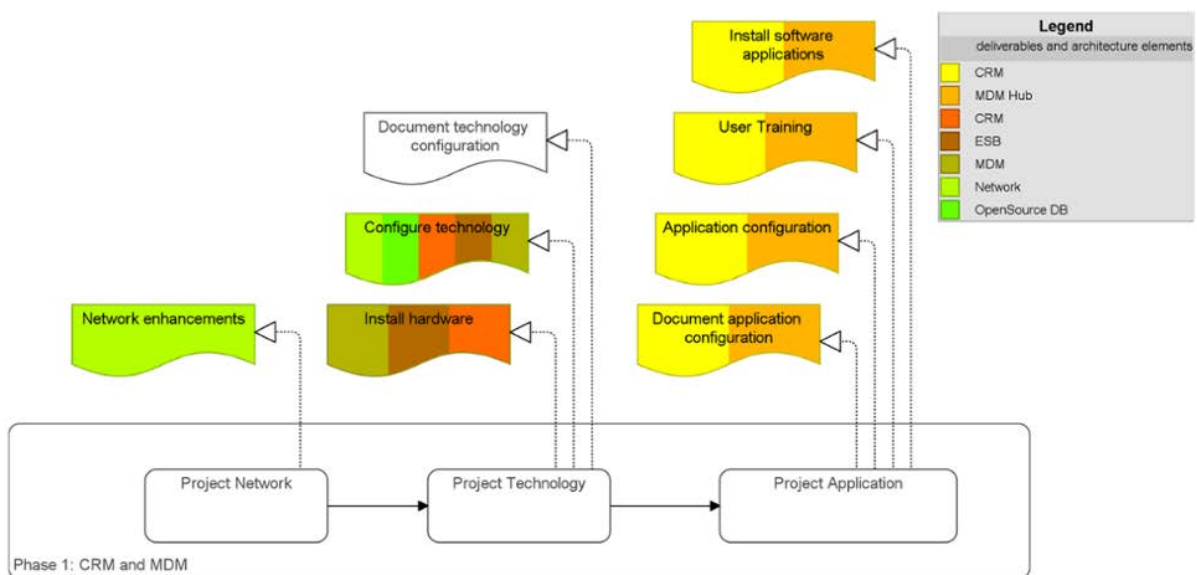 Install software
applications
Legend
deliverables and architecture elements
CRM
MDM Hub
CRM
ESB
MDM
Network
OpenSource DB
Document technology
configuration
User Training
Configure technology
Application configuration
Network enhancements
Install hardware
Document application
configuration
Project Network
Project Technology
Project Application
Phase 1: CRM and MDM